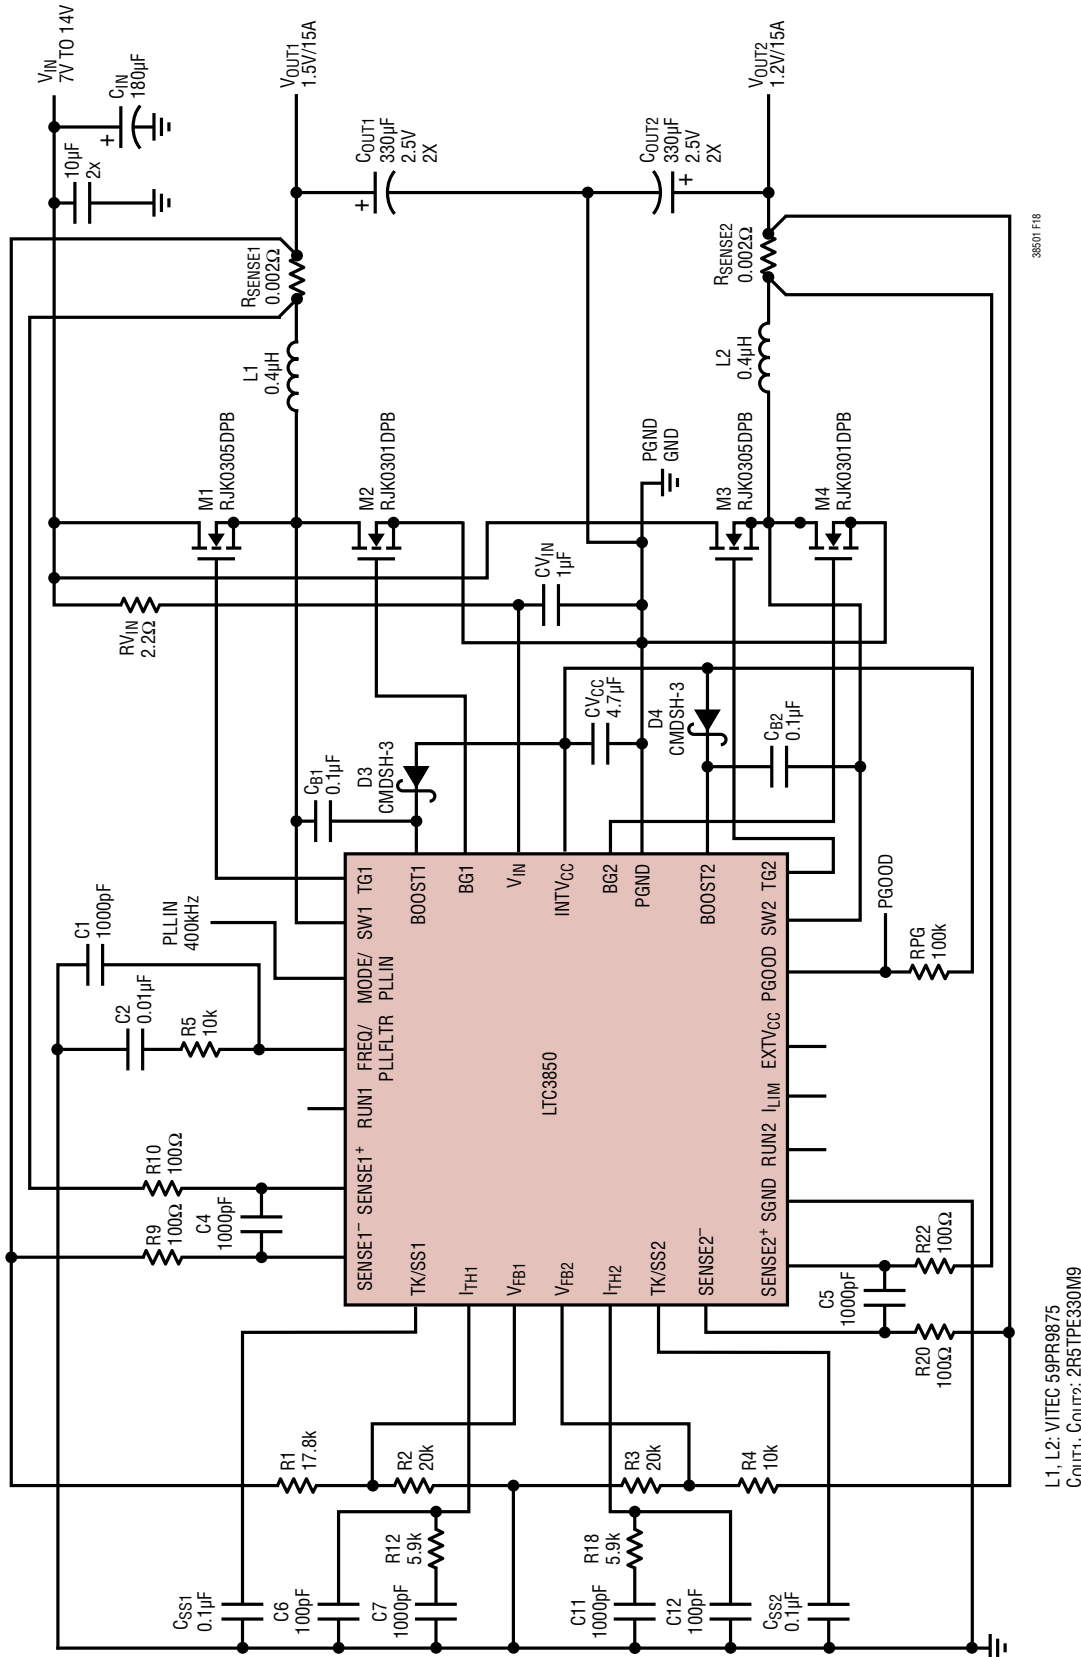 VIN
7V TO 14V
CIN
180µF
+
10µF
2x
VOUT1
1.5V/15A
COUT1
330µF
2.5V
2X
+
COUT2
330µF
2.5V
2X
+
VOUT2
1.2V/15A
RSENSE1
0.002Ω
RSENSE2
0.002Ω
38501 F18
L1
0.4µH
L2
0.4µH
M1
RJK0305DPB
M2
RJK0301DPB
PGND
GND
M3
RJK0305DPB
M4
RJK0301DPB
RVIN
2.2Ω
CVIN
1µF
CB1
0.1µF
D3
CMDSH-3
CVCC
4.7µF
D4
CMDSH-3
CB2
0.1µF
C1
1000pF
C2
0.01µF
R5
10k
PLLIN
400kHz
R10
100Ω
R9
100Ω
C4
1000pF
SENSE1–
SENSE1+
RUN1
FREQ/
PLLFLTR
MODE/
PLLIN
SW1
TG1
BOOST1
BG1
VIN
INTVCC
BG2
PGND
BOOST2
LTC3850
TK/SS1
ITH1
VFB1
VFB2
ITH2
TK/SS2
SENSE2–
SENSE2+
SGND
RUN2
ILIM
EXTVCC
PGOOD
SW2
TG2
PGOOD
RPG
100k
C5
1000pF
R22
100Ω
R20
100Ω
R1
17.8k
R2
20k
R3
20k
R4
10k
CSS1
0.1µF
C6
100pF
C7
1000pF
R12
5.9k
R18
5.9k
C11
1000pF
C12
100pF
CSS2
0.1µF
L1, L2: VITEC 59PR9875
COUT1, COUT2: 2R5TPE330M9